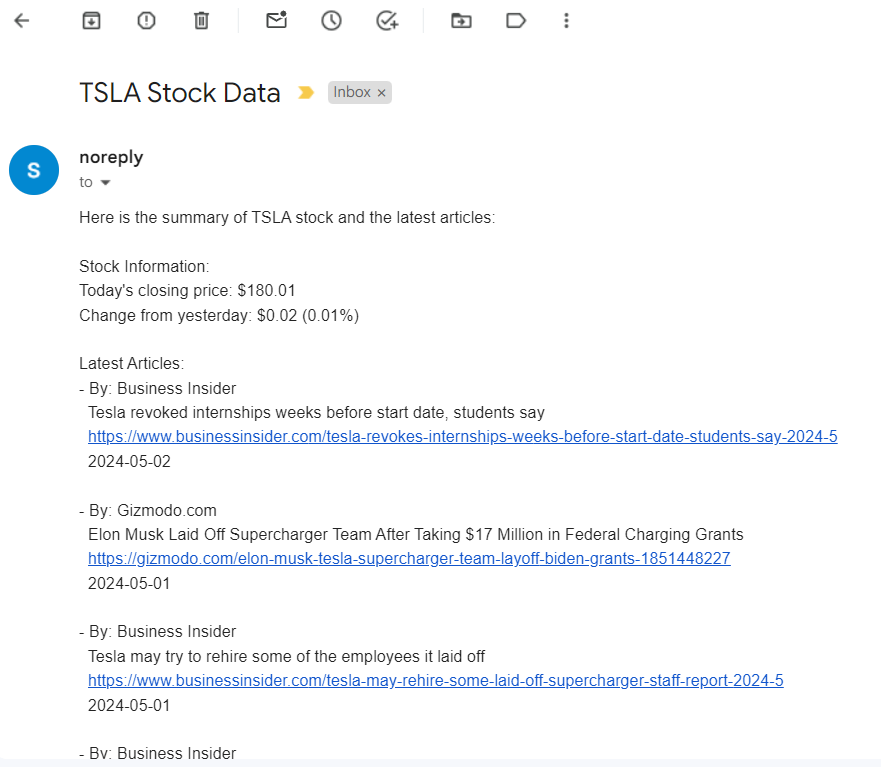 TSLA Stock Data Inbox ×
S
noreply
to
Here is the summary of TSLA stock and the latest articles:
Stock Information:
Today's closing price: $180.01
Change from yesterday: $0.02 (0.01%)
Latest Articles:
- By: Business Insider
Tesla revoked internships weeks before start date, students say
https://www.businessinsider.com/tesla-revokes-internships-weeks-before-start-date-students-say-2024-5
2024-05-02
- By: Gizmodo.com
Elon Musk Laid Off Supercharger Team After Taking $17 Million in Federal Charging Grants
https://gizmodo.com/elon-musk-tesla-supercharger-team-layoff-biden-grants-1851448227
2024-05-01
- By: Business Insider
Tesla may try to rehire some of the employees it laid off
https://www.businessinsider.com/tesla-may-rehire-some-laid-off-supercharger-staff-report-2024-5
2024-05-01
- By: Business Insider